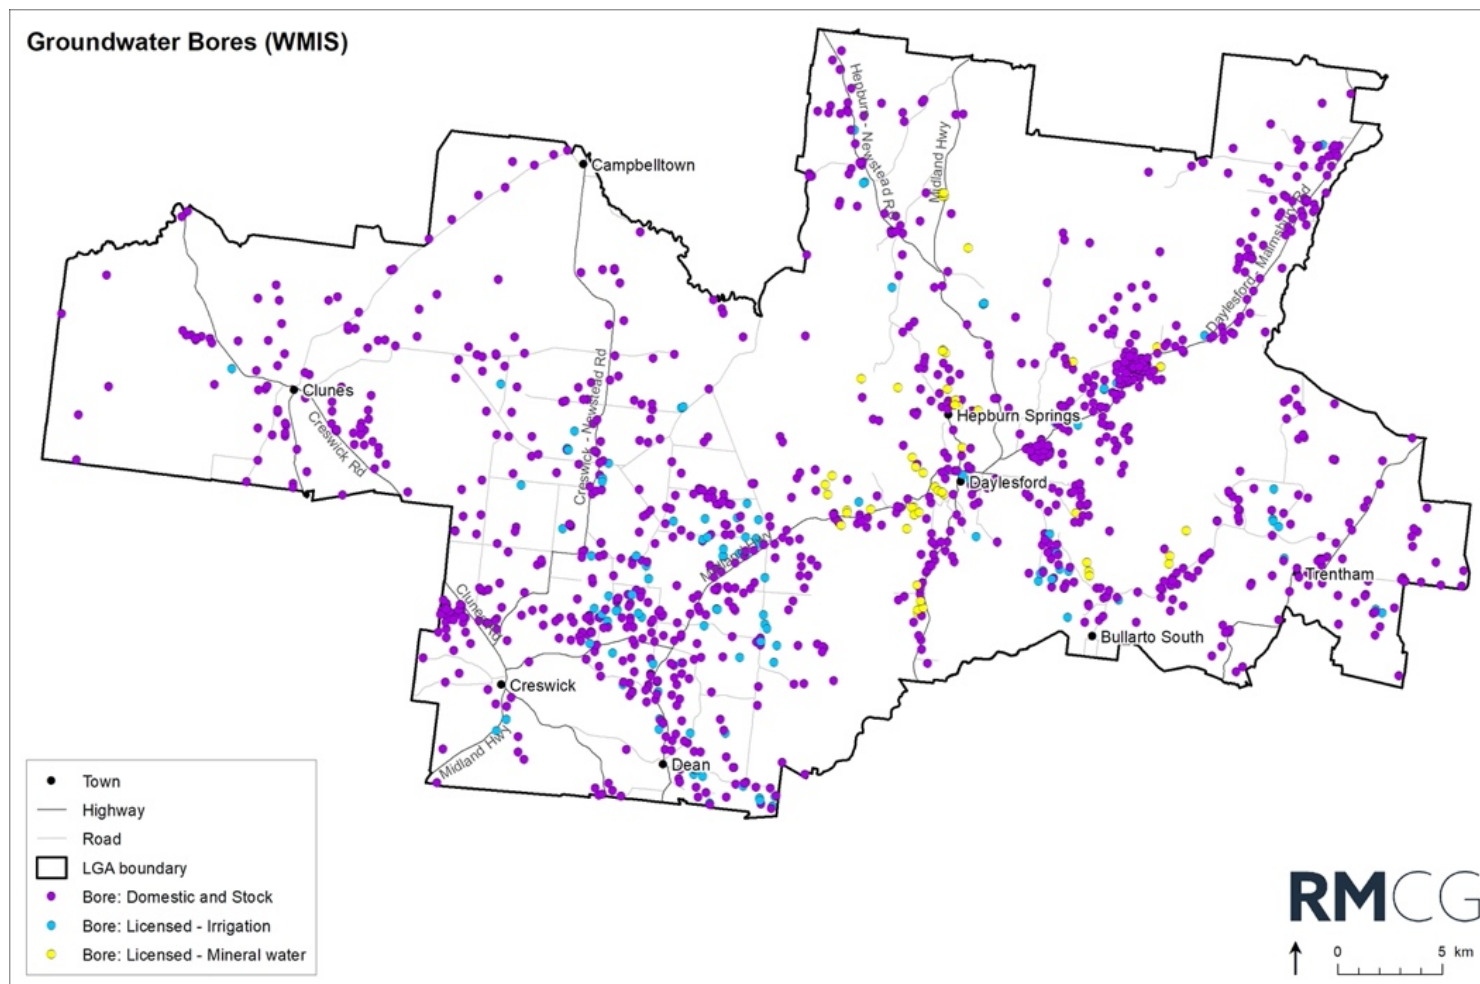 Groundwater Bores (WMIS)
Hepburn - Newstead Rd
Midland Hwy
Campbelltown
Daylesford - Malmsbury Rd
Creswick - Newstead Rd
Clunes
Creswick Rd
Hepburn Springs
Daylesford
Midland Hwy
Trentham
Clunes Rd
Bullarto South
Creswick
Midland Hwy
Dean
Town
Highway
Road
LGA boundary
Bore: Domestic and Stock
Bore: Licensed - Irrigation
Bore: Licensed - Mineral water
RMCG
0 5 km